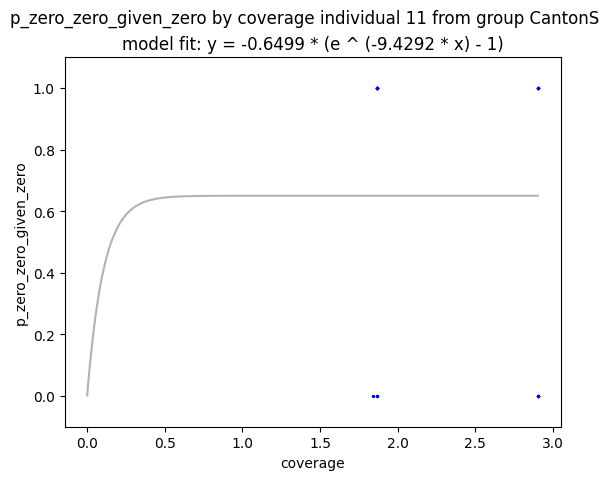 p_zero_zero_given_zero by coverage individual 11 from group CantonS
model fit: y = -0.6499 * (e ^ (-9.4292 * x) - 1)
p_zero_zero_given_zero
1.0
0.8
0.6
0.4
0.2
0.0
0.0 0.5 1.0 1.5 2.0 2.5 3.0
coverage